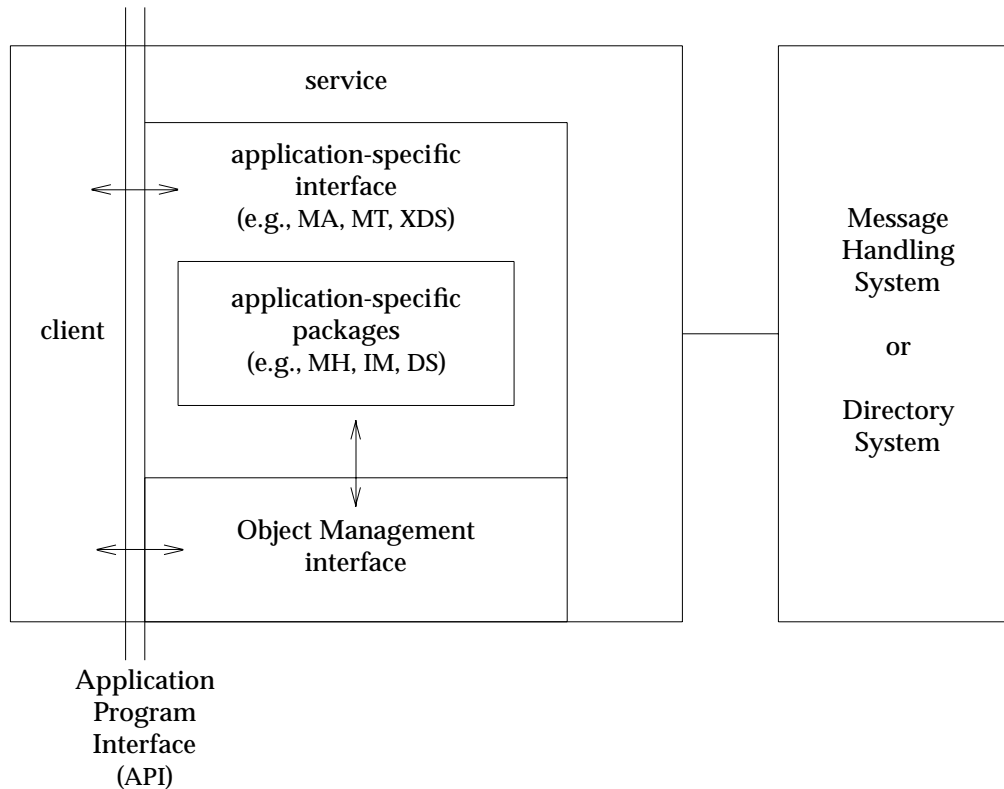 service
application-specific
interface
(e.g., MA, MT, XDS)
application-specific
packages
(e.g., MH, IM, DS)
client
Object Management
interface
Application
Program
Interface
(API)
Message
Handling
System
or
Directory
System